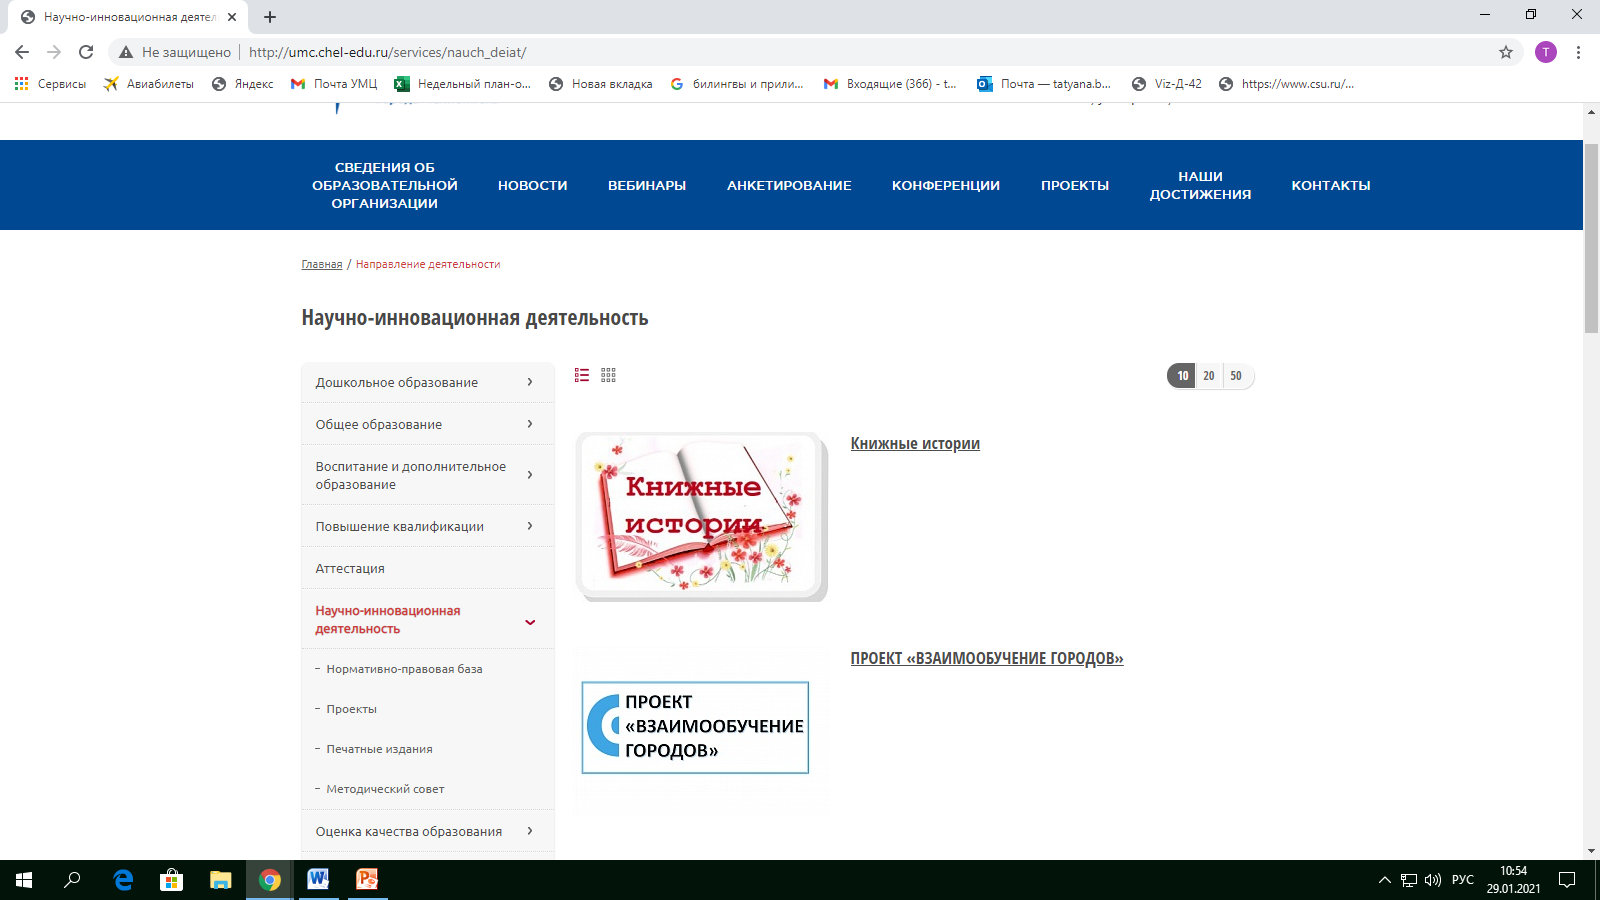 Научно-инновационная деятел
Не защищено
http://umc.chel-edu.ru/services/nauch_deiat/
T
Сервисы
Авиабилеты
Яндекс
Почта УМЦ
Недельный план-о...
Новая вкладка
билингвы и прили...
Входящие (366) - t...
Почта — tatyana.b...
Viz-Д-42
https://www.csu.ru/...
СВЕДЕНИЯ ОБ
ОБРАЗОВАТЕЛЬНОЙ
ОРГАНИЗАЦИИ
НОВОСТИ
ВЕБИНАРЫ
АНКЕТИРОВАНИЕ
КОНФЕРЕНЦИИ
ПРОЕКТЫ
НАШИ
ДОСТИЖЕНИЯ
КОНТАКТЫ
Главная / Направление деятельности
Научно-инновационная деятельность
Дошкольное образование
Общее образование
Воспитание и дополнительное
образование
Повышение квалификации
Аттестация
Научно-инновационная
деятельность
– Нормативно-правовая база
– Проекты
– Печатные издания
– Методический совет
Оценка качества образования
10 20 50
Книжные
истории
Книжные истории
ПРОЕКТ
«ВЗАИМООБУЧЕНИЕ
ГОРОДОВ»
ПРОЕКТ «ВЗАИМООБУЧЕНИЕ ГОРОДОВ»
РУС
10:54
29.01.2021